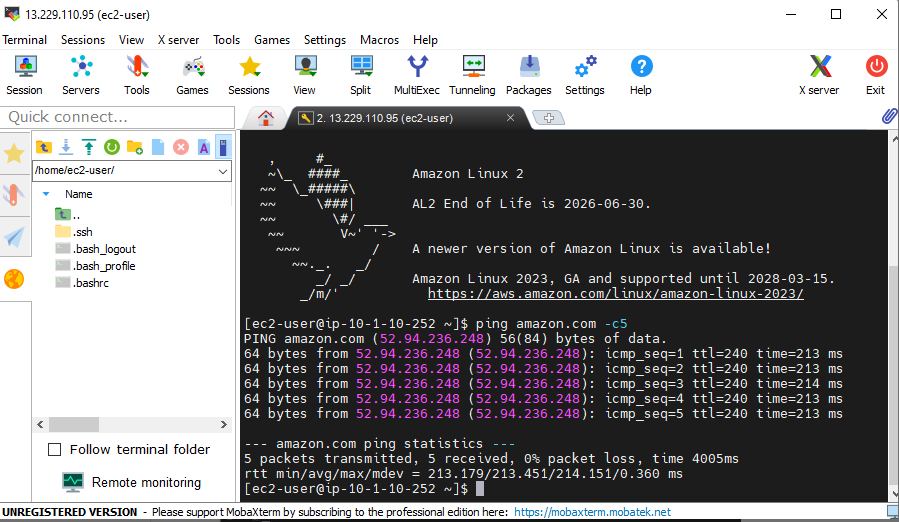 13.229.110.95 (ec2-user)
Terminal Sessions View X server Tools Games Settings Macros Help
Session Servers Tools Games Sessions View Split MultiExec Tunneling Packages Settings Help X server Exit
Quick connect...
2. 13.229.110.95 (ec2-user)
/home/ec2-user/
Name
..
.ssh
.bash_logout
.bash_profile
.bashrc
Follow terminal folder
Remote monitoring
   ,     #_
   ~\_  ####_        Amazon Linux 2
  ~~  \_#####\
  ~~     \###|       AL2 End of Life is 2026-06-30.
  ~~       \#/ ___
   ~~       V~' '->
    ~~~         /    A newer version of Amazon Linux is available!
      ~~._.   _/
         _/ _/       Amazon Linux 2023, GA and supported until 2028-03-15.
       _/m/'           https://aws.amazon.com/linux/amazon-linux-2023/
[ec2-user@ip-10-1-10-252 ~]$ ping amazon.com -c5
PING amazon.com (52.94.236.248) 56(84) bytes of data.
64 bytes from 52.94.236.248 (52.94.236.248): icmp_seq=1 ttl=240 time=213 ms
64 bytes from 52.94.236.248 (52.94.236.248): icmp_seq=2 ttl=240 time=213 ms
64 bytes from 52.94.236.248 (52.94.236.248): icmp_seq=3 ttl=240 time=214 ms
64 bytes from 52.94.236.248 (52.94.236.248): icmp_seq=4 ttl=240 time=213 ms
64 bytes from 52.94.236.248 (52.94.236.248): icmp_seq=5 ttl=240 time=213 ms
--- amazon.com ping statistics ---
5 packets transmitted, 5 received, 0% packet loss, time 4005ms
rtt min/avg/max/mdev = 213.179/213.451/214.151/0.360 ms
[ec2-user@ip-10-1-10-252 ~]$
UNREGISTERED VERSION - Please support MobaXterm by subscribing to the professional edition here: https://mobaxterm.mobatek.net